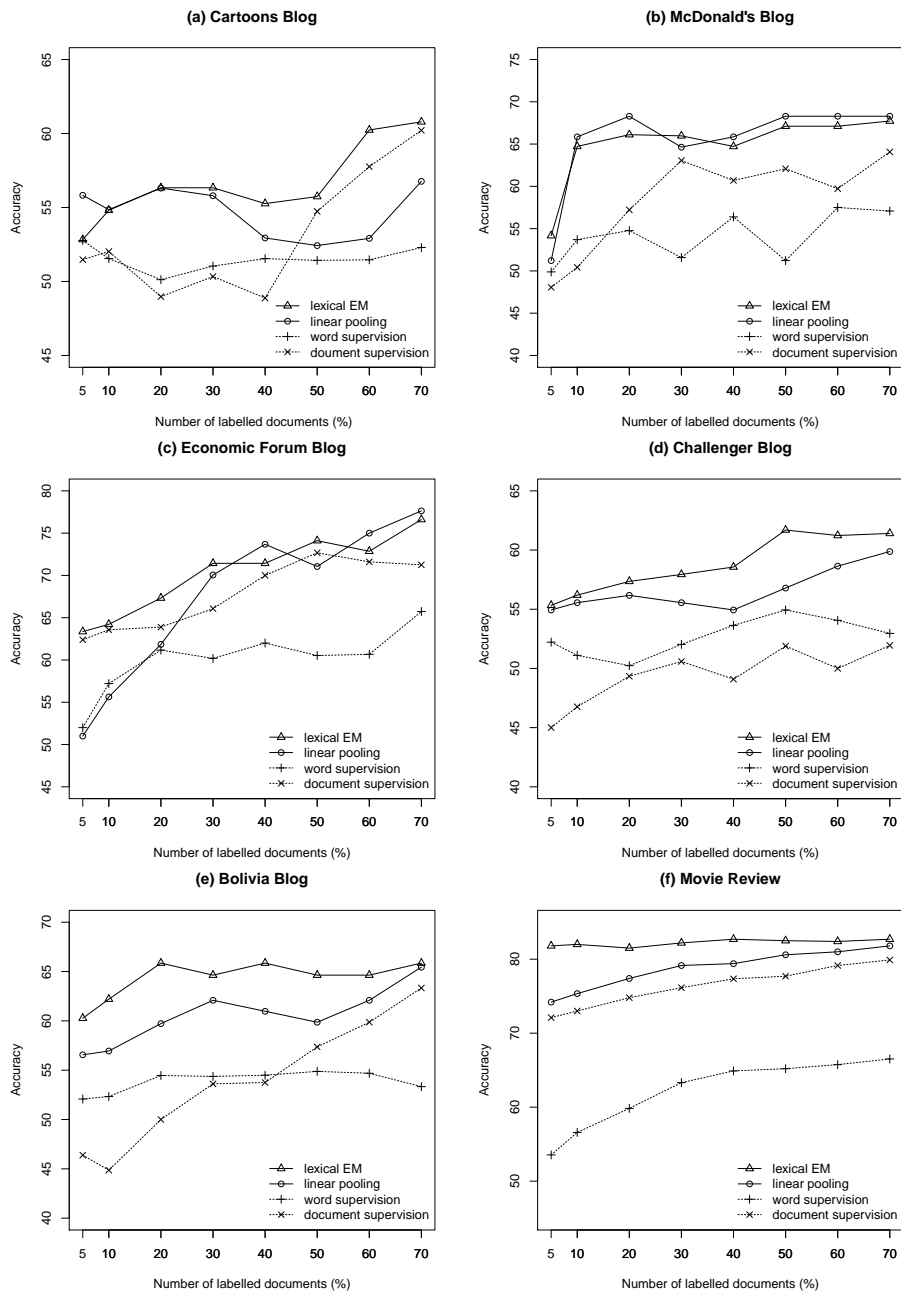 (a) Cartoons Blog
65
60
55
50
45
Accuracy
lexical EM
linear pooling
word supervision
doument supervision
5 10 20 30 40 50 60 70
Number of labelled documents (%)
(b) McDonald's Blog
75
70
65
60
55
50
45
40
Accuracy
lexical EM
linear pooling
word supervision
document supervision
5 10 20 30 40 50 60 70
Number of labelled documents (%)
(c) Economic Forum Blog
80
75
70
65
60
55
50
45
Accuracy
lexical EM
linear pooling
word supervision
document supervision
5 10 20 30 40 50 60 70
Number of labelled documents (%)
(d) Challenger Blog
65
60
55
50
45
40
Accuracy
lexical EM
linear pooling
word supervision
document supervision
5 10 20 30 40 50 60 70
Number of labelled documents (%)
(e) Bolivia Blog
70
65
60
55
50
45
40
Accuracy
lexical EM
linear pooling
word supervision
document supervision
5 10 20 30 40 50 60 70
Number of labelled documents (%)
(f) Movie Review
80
70
60
50
Accuracy
lexical EM
linear pooling
word supervision
document supervision
5 10 20 30 40 50 60 70
Number of labelled documents (%)